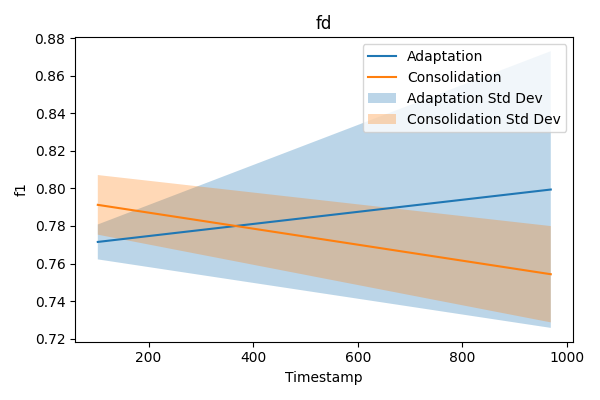 fd
Adaptation
Consolidation
Adaptation Std Dev
Consolidation Std Dev
f1
0.88
0.86
0.84
0.82
0.80
0.78
0.76
0.74
0.72
200
400
600
800
1000
Timestamp